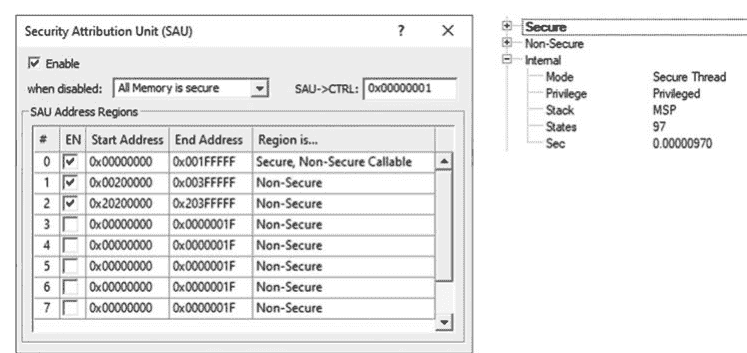 Security Attribution Unit (SAU) ? ×
Enable
when disabled: All Memory is secure SAU->CTRL: 0x00000001
SAU Address Regions
# EN Start Address End Address Region is...
0 0x00000000 0x001FFFFF Secure, Non-Secure Callable
1 0x00200000 0x003FFFFF Non-Secure
2 0x20200000 0x203FFFFF Non-Secure
3 0x00000000 0x0000001F Non-Secure
4 0x00000000 0x0000001F Non-Secure
5 0x00000000 0x0000001F Non-Secure
6 0x00000000 0x0000001F Non-Secure
7 0x00000000 0x0000001F Non-Secure
Secure
Non-Secure
Internal
Mode Secure Thread
Privilege Privileged
Stack MSP
States 97
Sec 0.00000970